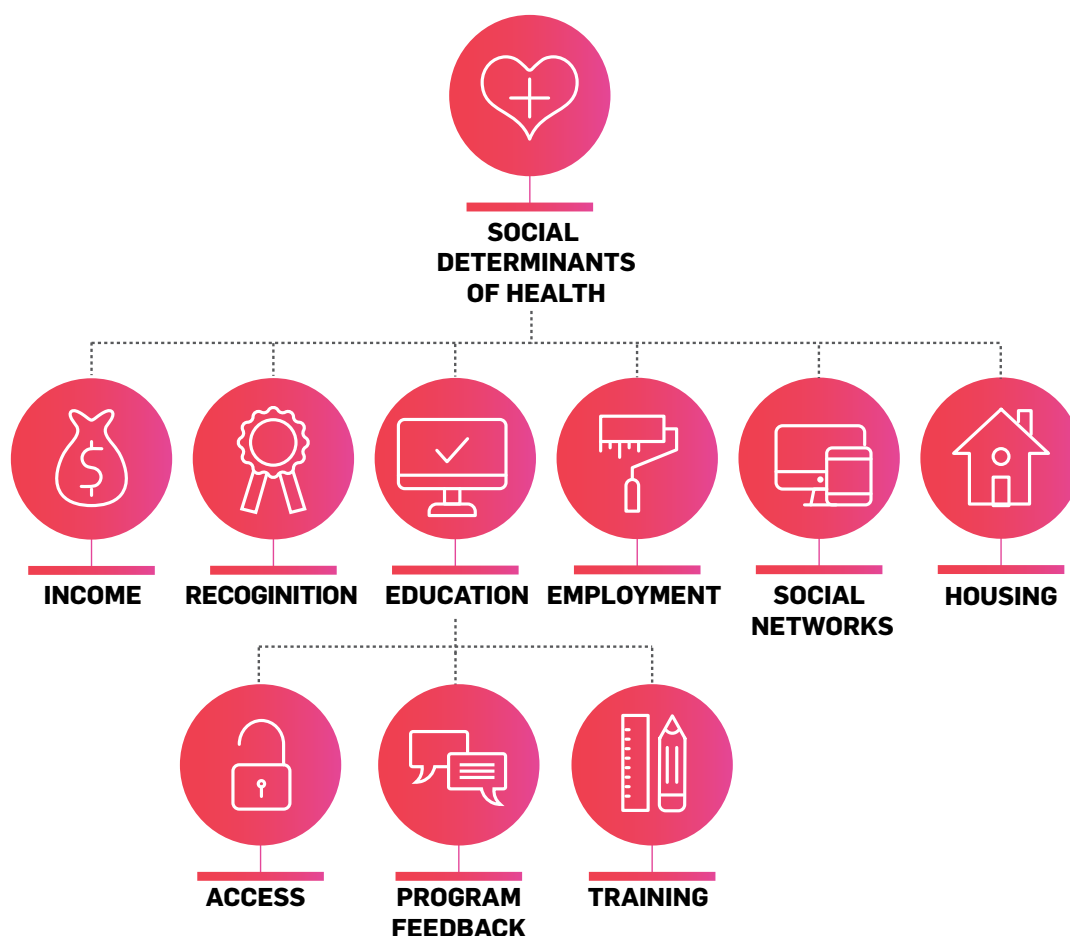 SOCIAL
DETERMINANTS
OF HEALTH
$
INCOME
RECOGINITION
EDUCATION
EMPLOYMENT
SOCIAL
NETWORKS
HOUSING
ACCESS
PROGRAM
FEEDBACK
TRAINING